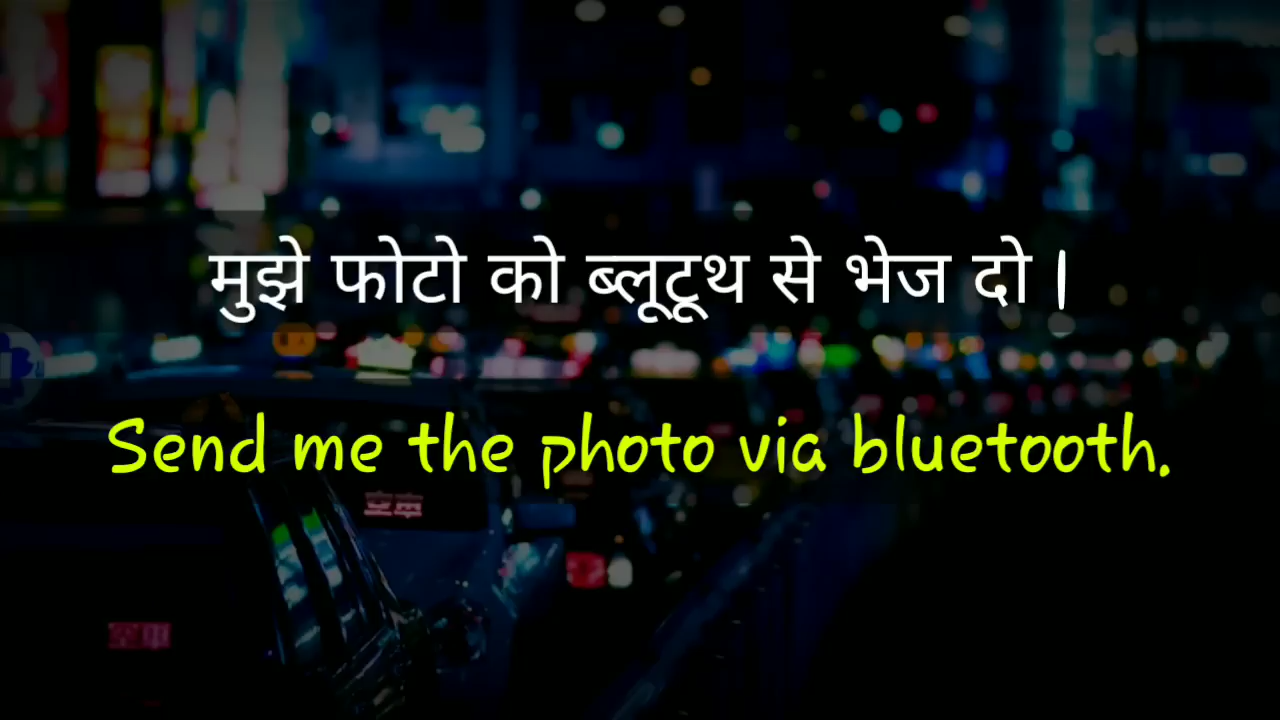 मुझे फोटो को ब्लूटूथ से भेज दो |
Send me the photo via bluetooth.